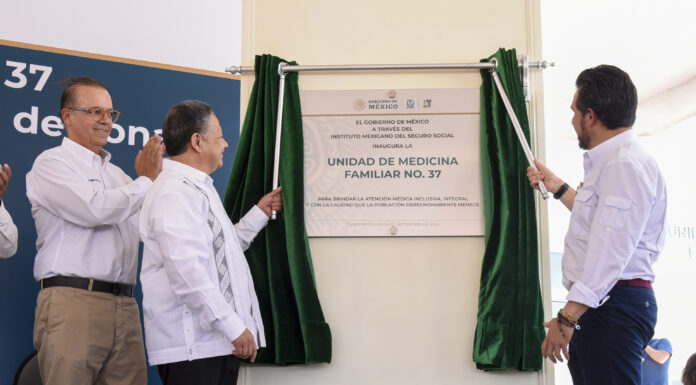 37
de
ona
GOBIERNO DE
MÉXICO
EL GOBIERNO DE MÉXICO
A TRAVÉS DEL
INSTITUTO MEXICANO DEL SEGURO SOCIAL
INAUGURA LA
UNIDAD DE MEDICINA
FAMILIAR NO. 37
PARA BRINDAR LA ATENCIÓN MÉDICA INCLUSIVA, INTEGRAL
Y CON LA CALIDAD QUE LA POBLACIÓN DERECHOHABIENTE MERECE